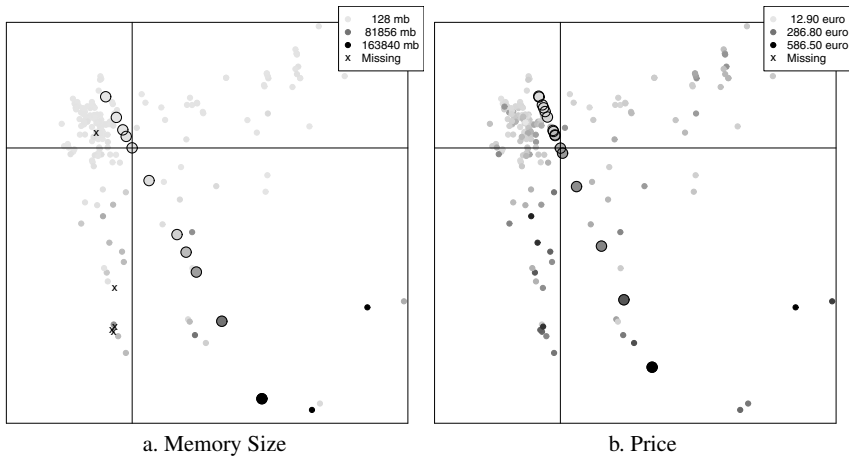 128 mb
81856 mb
163840 mb
x Missing
12.90 euro
286.80 euro
586.50 euro
x Missing
x
x
x
x
a. Memory Size
b. Price